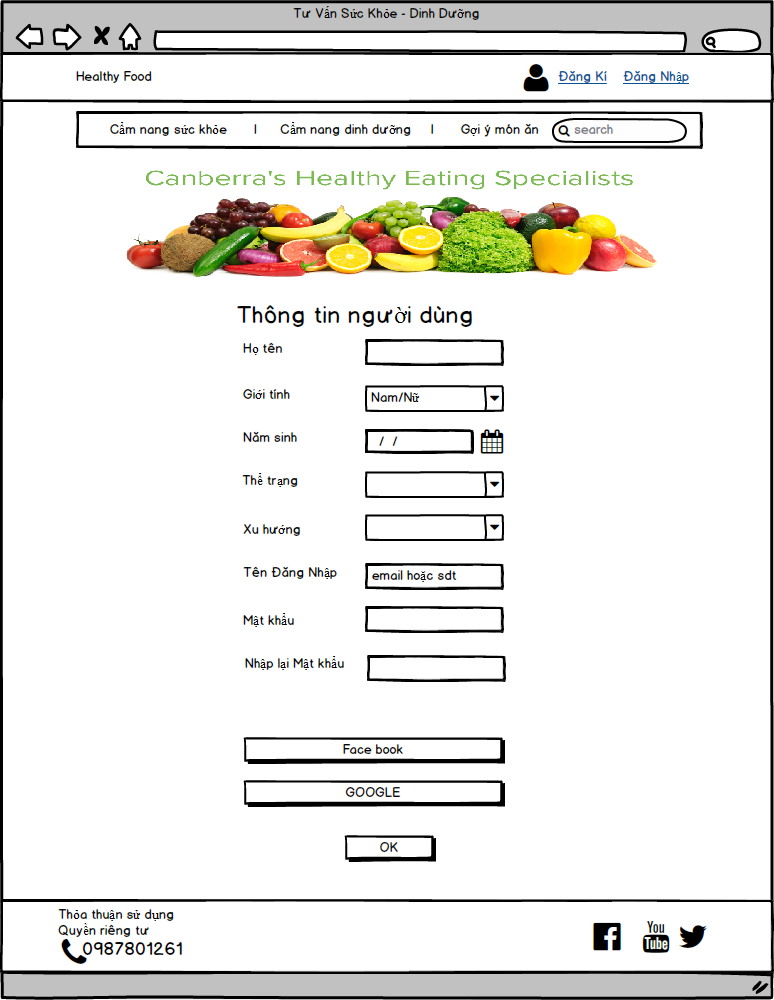 Tư Vấn Sức Khỏe - Dinh Dưỡng
Healthy Food
Đăng Kí Đăng Nhập
Cẩm nang sức khỏe | Cẩm nang dinh dưỡng | Gợi ý món ăn search
Canberra's Healthy Eating Specialists
Thông tin người dùng
Họ tên
Giới tính Nam/Nữ
Năm sinh / /
Thể trạng
Xu hướng
Tên Đăng Nhập email hoặc sdt
Mật khẩu
Nhập lại Mật khẩu
Face book
GOOGLE
OK
Thỏa thuận sử dụng
Quyền riêng tư
0987801261
You
Tube